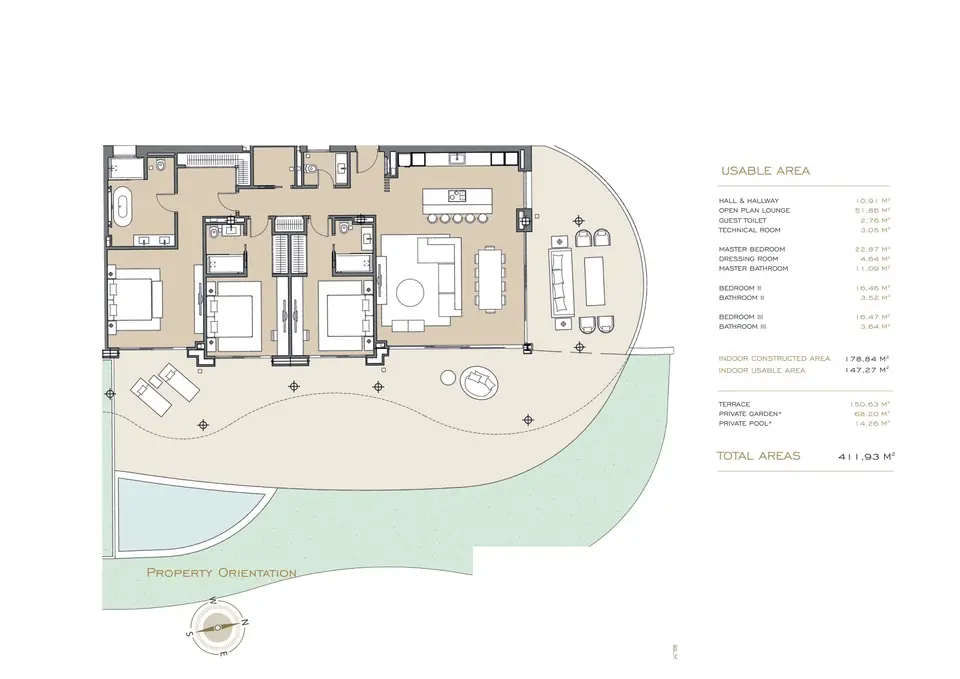 USABLE AREA
HALL & HALLWAY 10,91 M²
OPEN PLAN LOUNGE 51,86 M²
GUEST TOILET 2,76 M²
TECHNICAL ROOM 3,05 M²
MASTER BEDROOM 22,87 M²
DRESSING ROOM 4,64 M²
MASTER BATHROOM 11,09 M²
BEDROOM II 16,46 M²
BATHROOM II 3,52 M²
BEDROOM III 16,47 M²
BATHROOM III 3,64 M²
INDOOR CONSTRUCTED AREA 178,84 M²
INDOOR USABLE AREA 147,27 M²
TERRACE 150,63 M²
PRIVATE GARDEN* 68,20 M²
PRIVATE POOL* 14,26 M²
TOTAL AREAS 411,93 M²
PROPERTY ORIENTATION
W
N
S
E